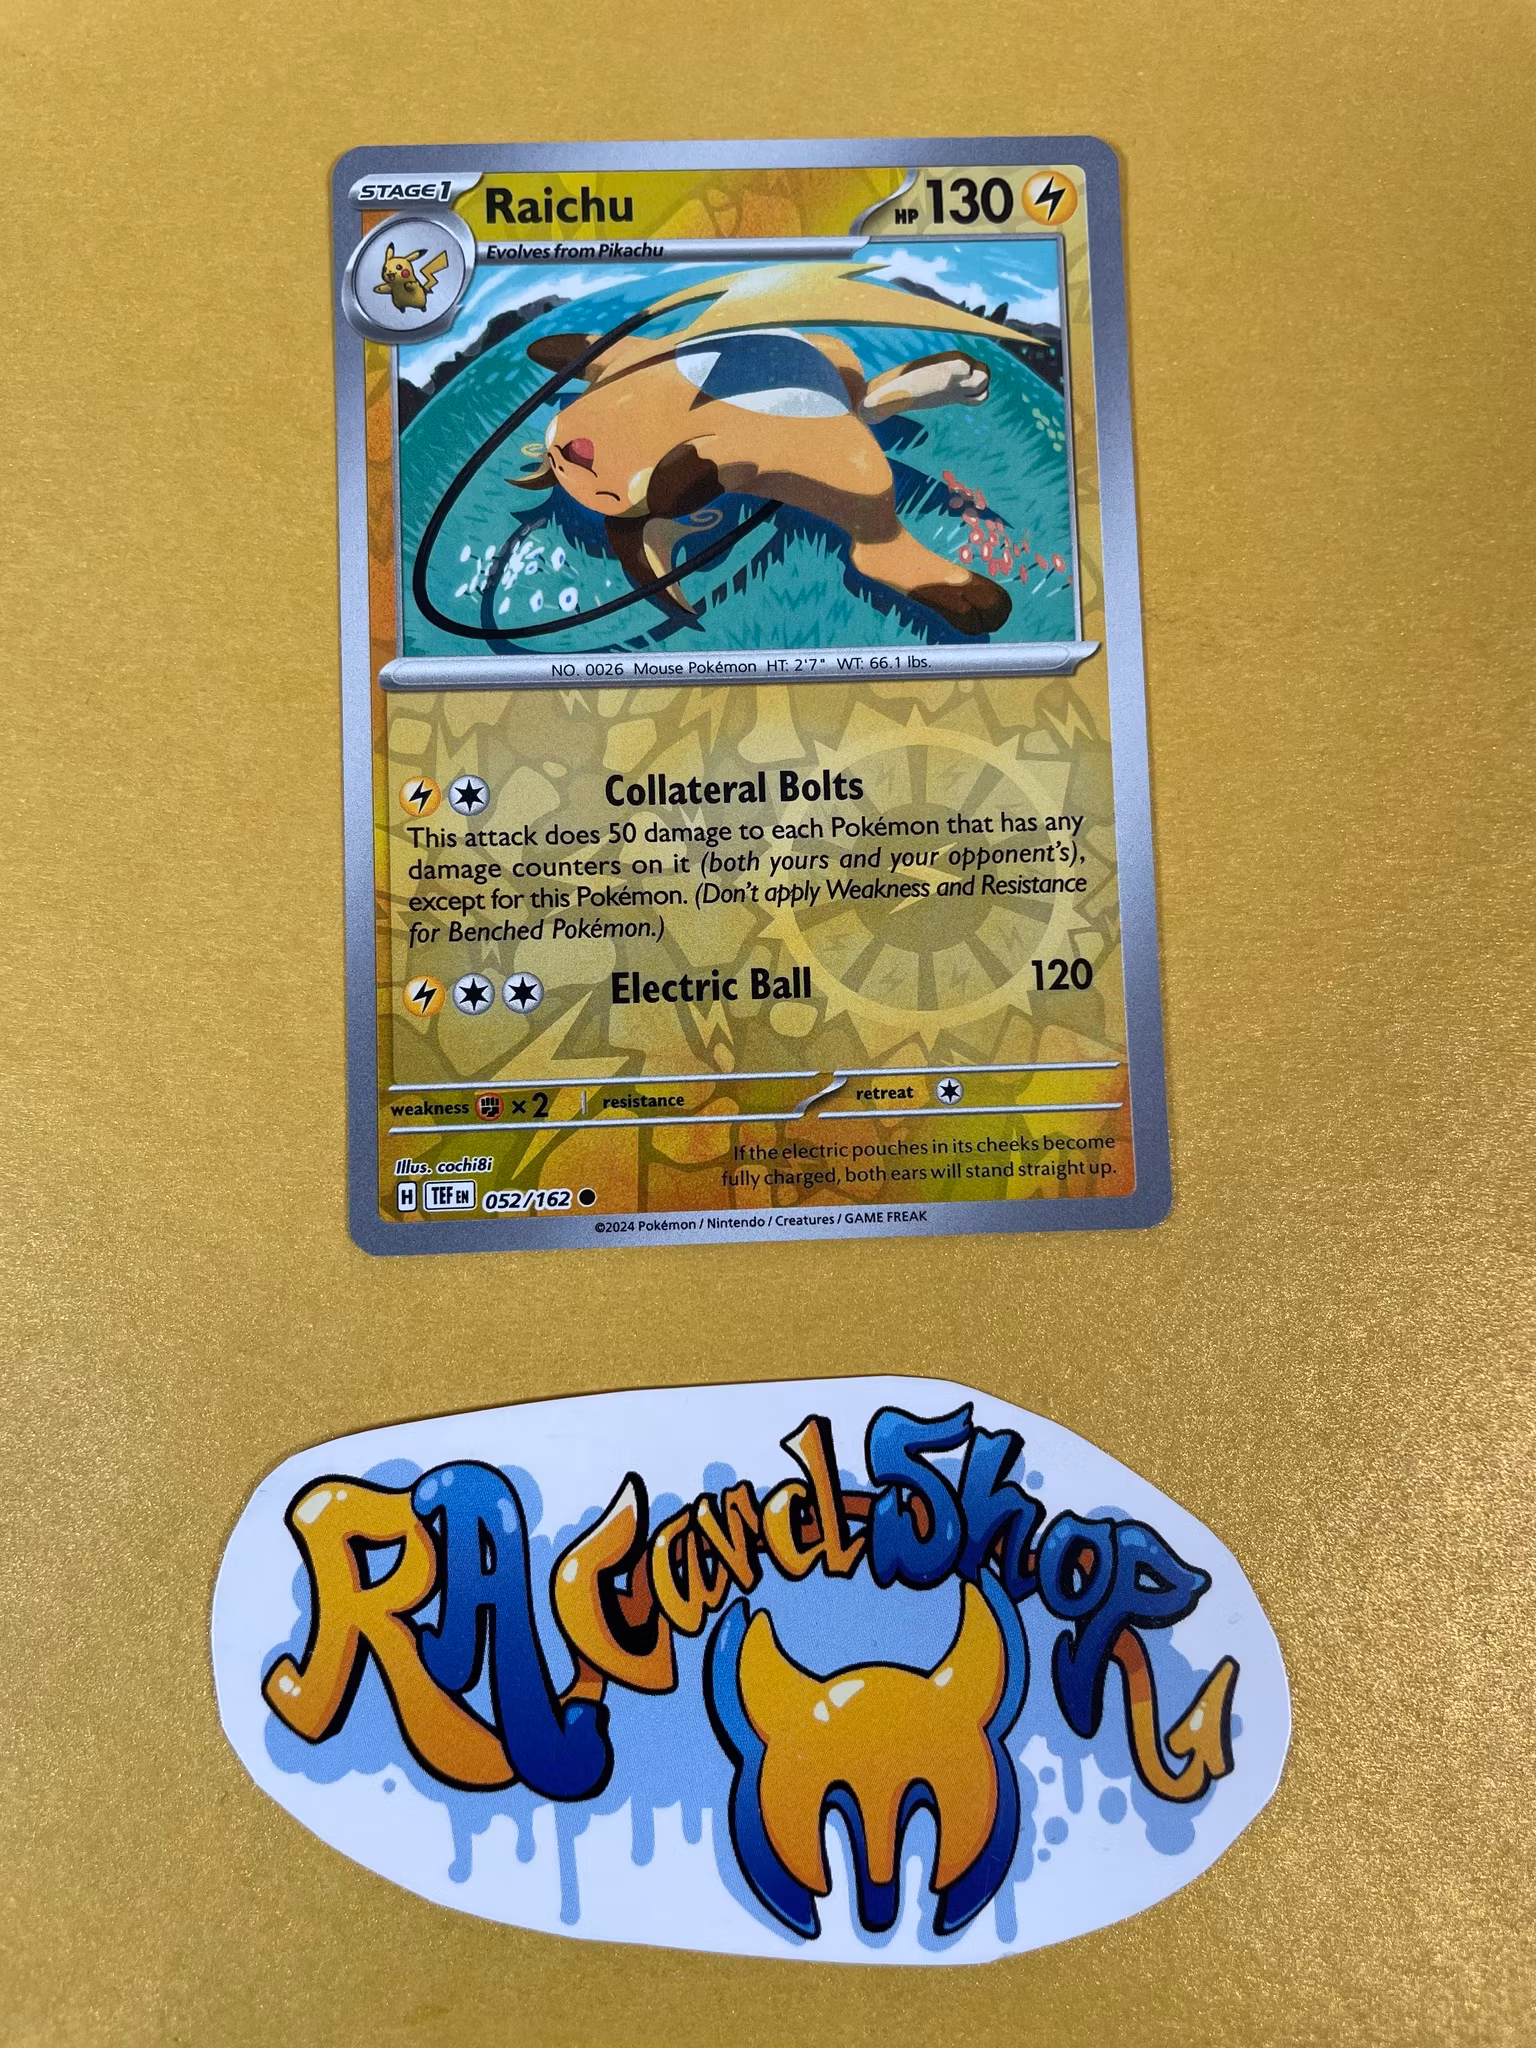 STAGE1
Raichu
HP 130
Evolves from Pikachu
NO. 0026 Mouse Pokémon HT: 2'7" WT: 66.1 lbs.
Collateral Bolts
This attack does 50 damage to each Pokémon that has any
damage counters on it (both yours and your opponent's),
except for this Pokémon. (Don't apply Weakness and Resistance
for Benched Pokémon.)
Electric Ball 120
weakness ×2 resistance retreat
If the electric pouches in its cheeks become
fully charged, both ears will stand straight up.
Illus. cochi8i
H TEF EN 052/162
©2024 Pokémon / Nintendo / Creatures / GAME FREAK
RA Card Shop